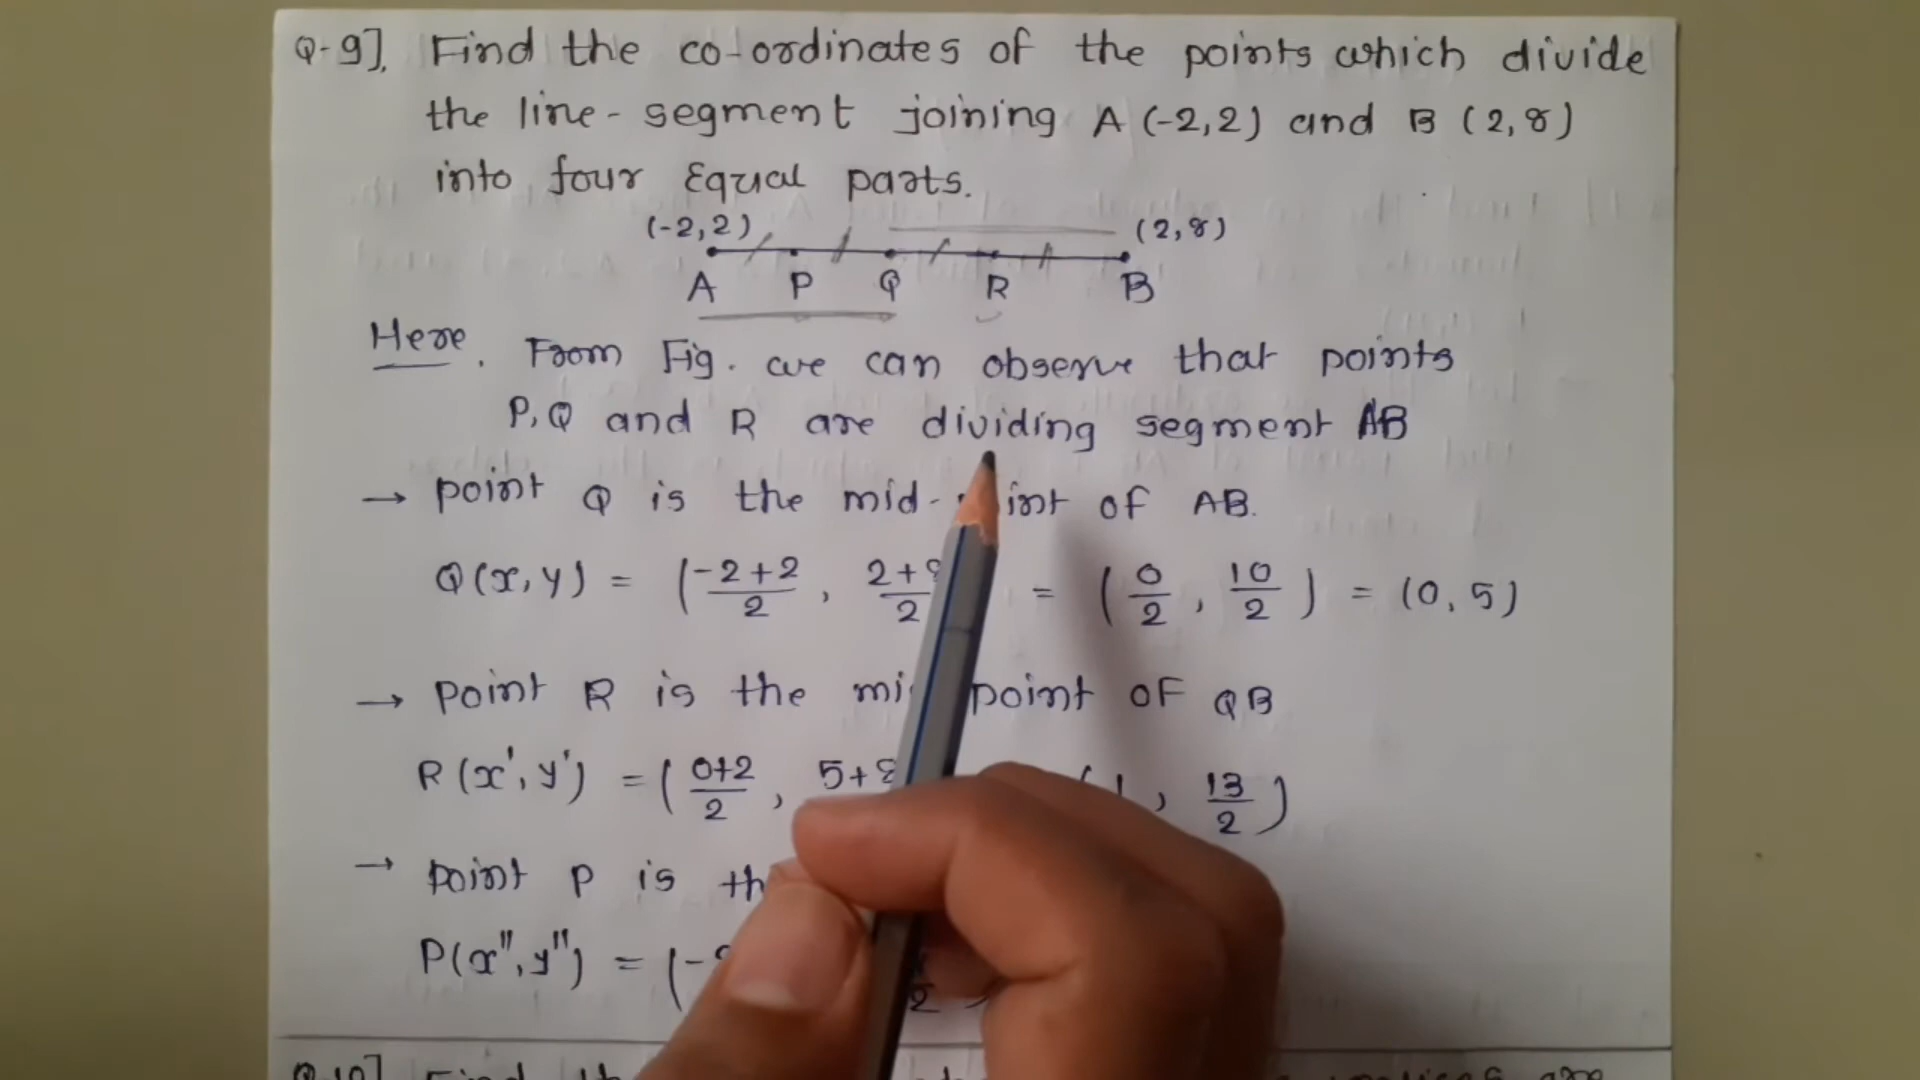 Q-9], Find the co-ordinates of the points which divide
the line-segment joining A (-2,2) and B (2,8)
into four Equal parts.
(-2,2) (2,8)
A P Q R B
Here, From Fig. we can observe that points
P,Q and R are dividing segment AB
→ point Q is the mid- of AB.
Q(x,y) = (-2+2/2, 2+ /2 = (0/2, 10/2) = (0,5)
→ point R is the point OF QB
R(x',y') = (0+2/2, 5+ , 13/2)
→ point P is
P(x",y") = (-